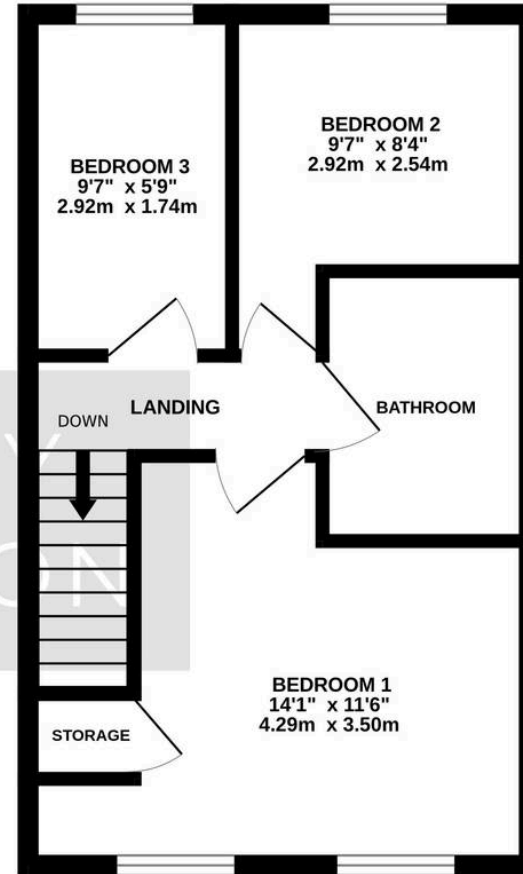 BEDROOM 2
9'7" x 8'4"
2.92m x 2.54m
BEDROOM 3
9'7" x 5'9"
2.92m x 1.74m
LANDING
BATHROOM
DOWN
Y
ON
BEDROOM 1
14'1" x 11'6"
4.29m x 3.50m
STORAGE